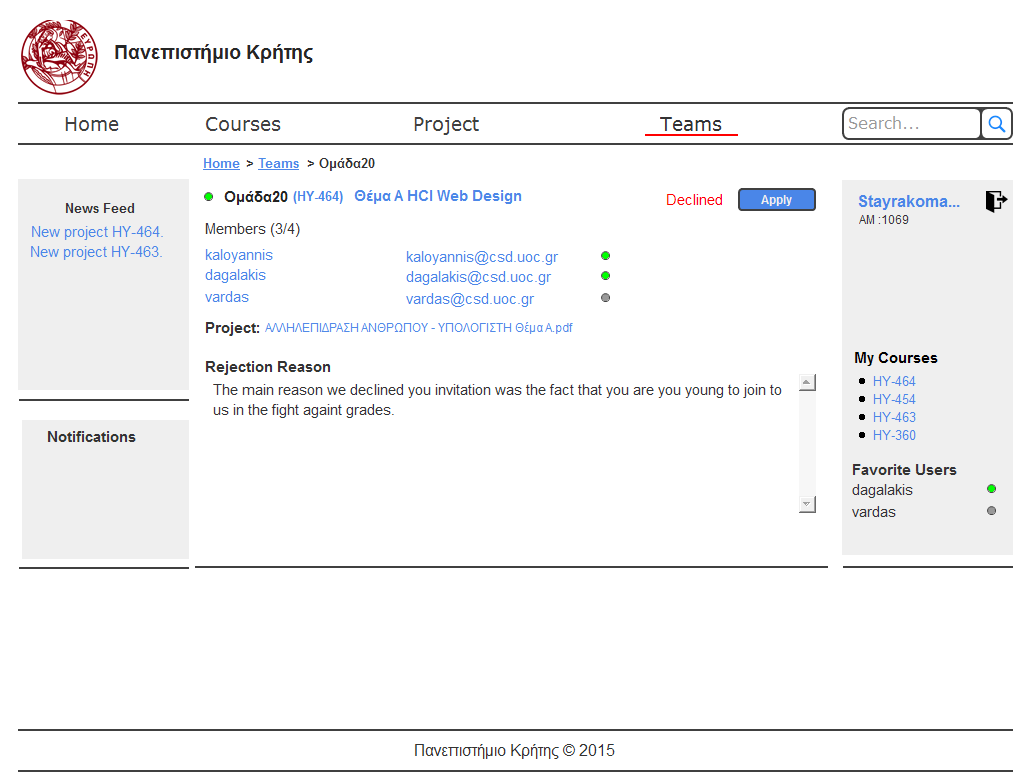 ΕΥΡΩΠΗ
Πανεπιστήμιο Κρήτης
Home Courses Project Teams Search...
Home > Teams > Ομάδα20
News Feed
New project HY-464.
New project HY-463.
Notifications
Ομάδα20 (HY-464) Θέμα Α HCI Web Design Declined Apply
Members (3/4)
kaloyannis kaloyannis@csd.uoc.gr
dagalakis dagalakis@csd.uoc.gr
vardas vardas@csd.uoc.gr
Project: ΑΛΛΗΛΕΠΙΔΡΑΣΗ ΑΝΘΡΩΠΟΥ - ΥΠΟΛΟΓΙΣΤΗ Θέμα Α.pdf
Rejection Reason
The main reason we declined you invitation was the fact that you are you young to join to
us in the fight againt grades.
Stayrakoma...
AM :1069
My Courses
HY-464
HY-454
HY-463
HY-360
Favorite Users
dagalakis
vardas
Πανεπιστήμιο Κρήτης © 2015